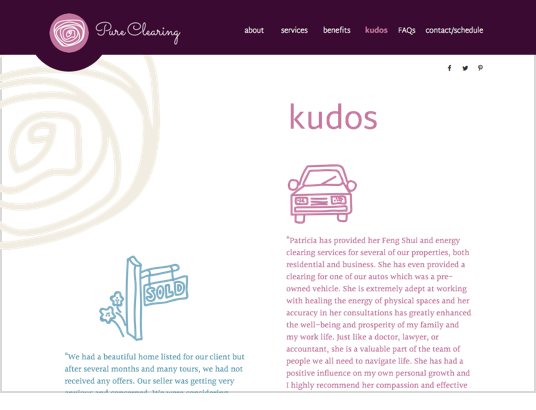 Pure Clearing
about services benefits kudos FAQs contact/schedule
kudos
SOLD
"We had a beautiful home listed for our client but
after several months and many tours, we had not
received any offers. Our seller was getting very
anxious and concerned. We were considering
"Patricia has provided her Feng Shui and energy
clearing services for several of our properties, both
residential and business. She has even provided a
clearing for one of our autos which was a pre-
owned vehicle. She is extremely adept at working
with healing the energy of physical spaces and her
accuracy in her consultations has greatly enhanced
the well-being and prosperity of my family and
my work life. Just like a doctor, lawyer, or
accountant, she is a valuable part of the team of
people we all need to navigate life. She has had a
positive influence on my own personal growth and
I highly recommend her compassion and effective